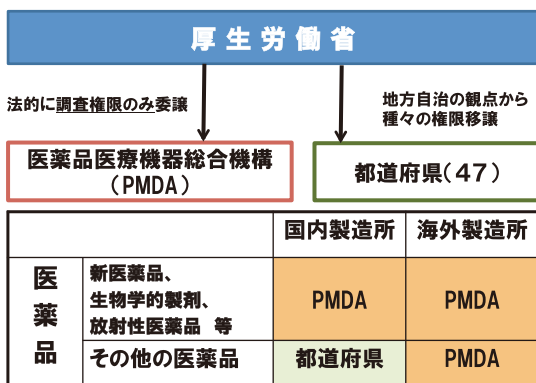 厚生労働省
法的に調査権限のみ委譲
地方自治の観点から
種々の権限移譲
医薬品医療機器総合機構
（PMDA）
都道府県（47）
国内製造所 海外製造所
医薬品
新医薬品、
生物学的製剤、
放射性医薬品 等
PMDA PMDA
その他の医薬品 都道府県 PMDA